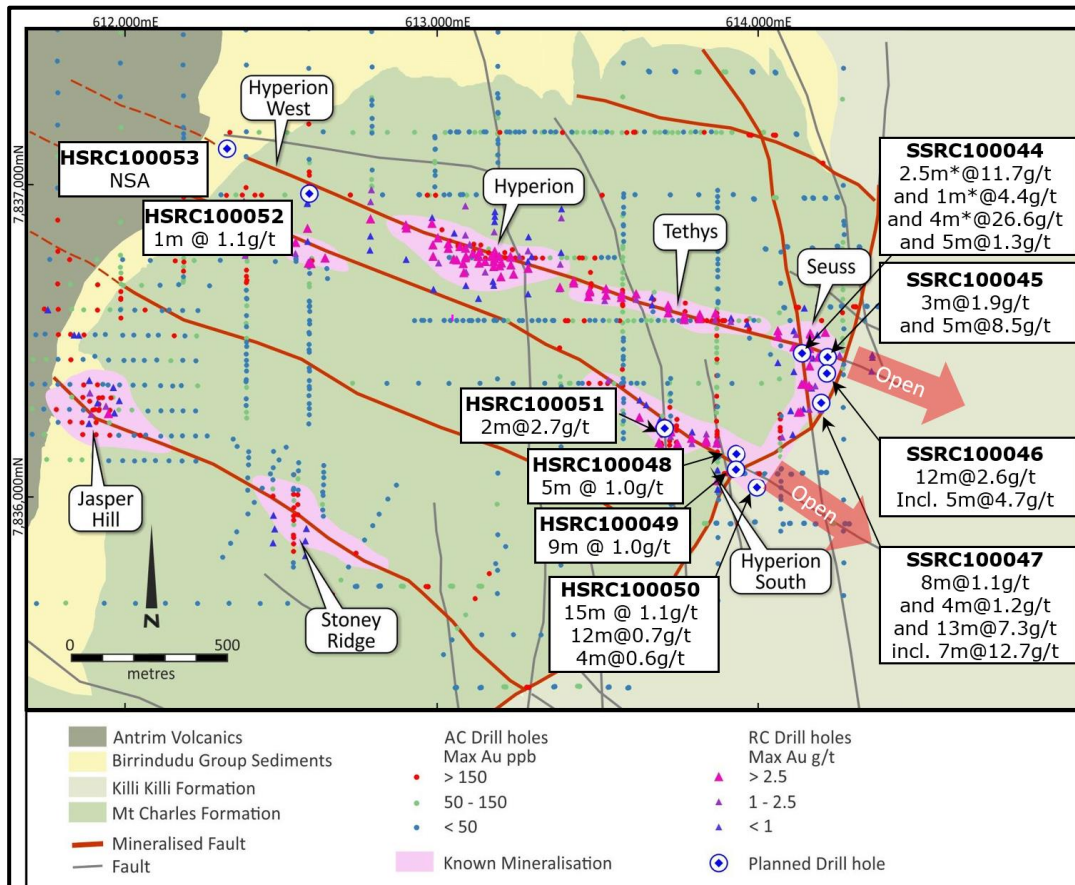 612,000mE
613,000mE
614,000mE
7,837,000mN
7,836,000mN
Hyperion
West
HSRC100053
NSA
HSRC100052
1m @ 1.1g/t
Hyperion
Tethys
Seuss
SSRC100044
2.5m*@11.7g/t
and 1m*@4.4g/t
and 4m*@26.6g/t
and 5m@1.3g/t
SSRC100045
3m@1.9g/t
and 5m@8.5g/t
Open
HSRC100051
2m@2.7g/t
HSRC100048
5m @ 1.0g/t
HSRC100049
9m @ 1.0g/t
HSRC100050
15m @ 1.1g/t
12m@0.7g/t
4m@0.6g/t
Open
Hyperion
South
SSRC100046
12m@2.6g/t
Incl. 5m@4.7g/t
SSRC100047
8m@1.1g/t
and 4m@1.2g/t
and 13m@7.3g/t
incl. 7m@12.7g/t
Jasper
Hill
Stoney
Ridge
N
0 500
metres
Antrim Volcanics
Birrindudu Group Sediments
Killi Killi Formation
Mt Charles Formation
Mineralised Fault
Fault
AC Drill holes
Max Au ppb
> 150
50 - 150
< 50
Known Mineralisation
RC Drill holes
Max Au g/t
> 2.5
1 - 2.5
< 1
Planned Drill hole